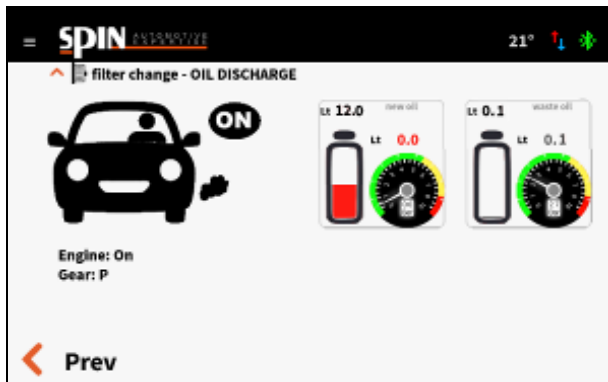 SPIN AUTOMOTIVE EXPERTISE
21°
filter change - OIL DISCHARGE
ON
Lt 12.0 new oil
Lt 0.0
Lt 0.1 waste oil
Lt 0.1
Engine: On
Gear: P
Prev